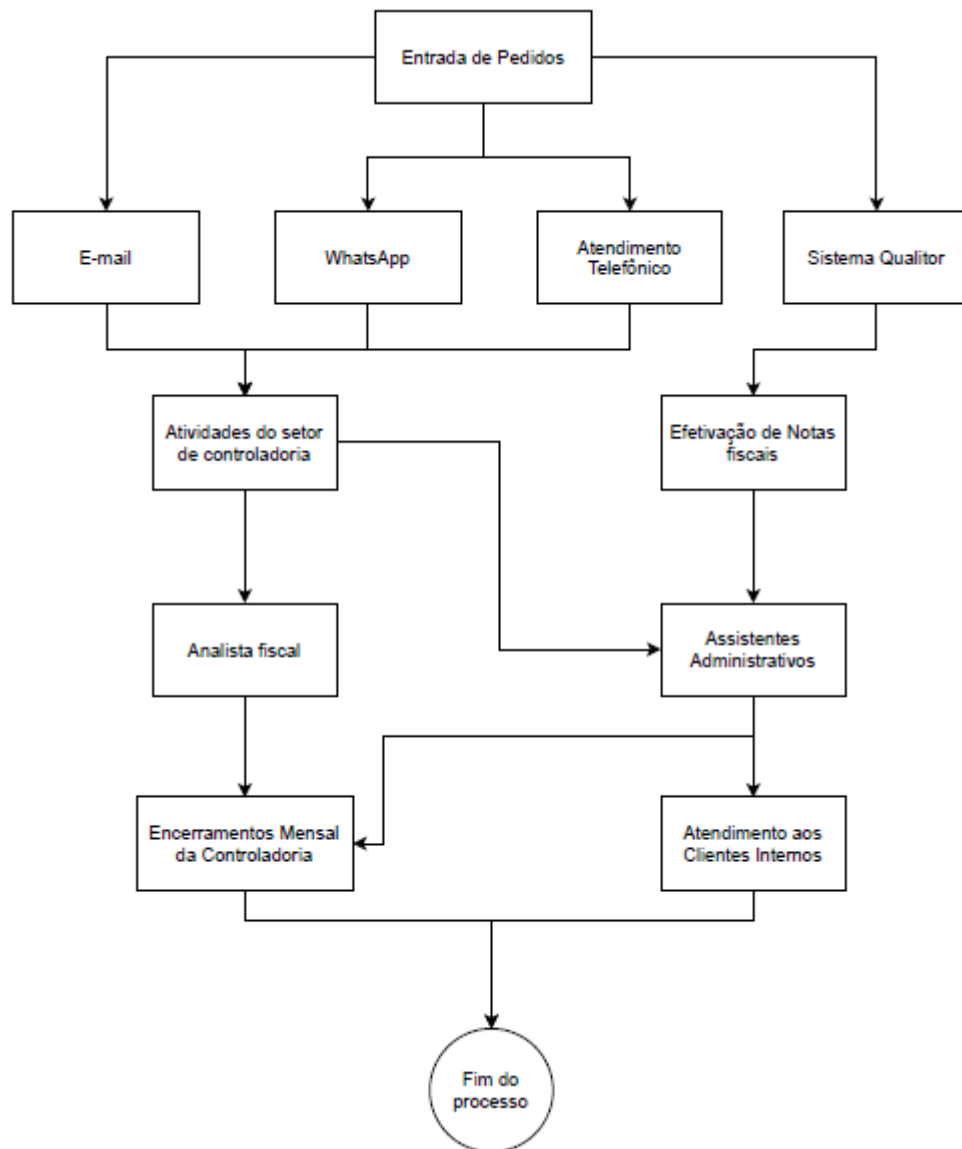 Entrada de Pedidos
E-mail
WhatsApp
Atendimento
Telefônico
Sistema Qualitor
Atividades do setor
de controladoria
Efetivação de Notas
fiscais
Analista fiscal
Assistentes
Administrativos
Encerramentos Mensal
da Controladoria
Atendimento aos
Clientes Internos
Fim do
processo